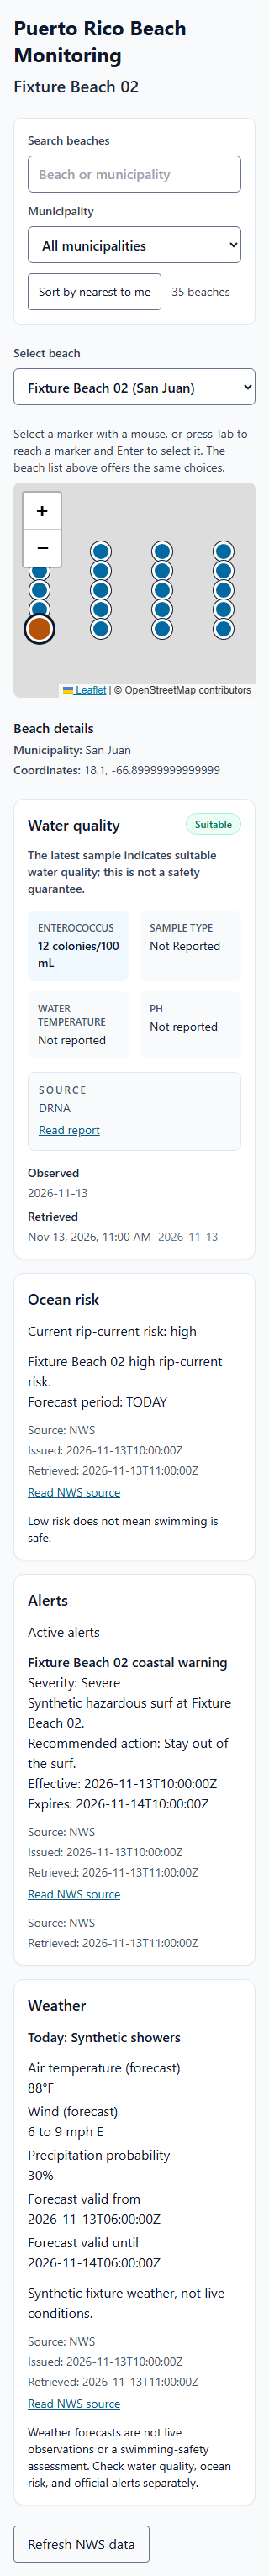 Puerto Rico Beach
Monitoring
Fixture Beach 02
Search beaches
Beach or municipality
Municipality
All municipalities
Sort by nearest to me
35 beaches
Select beach
Fixture Beach 02 (San Juan)
Select a marker with a mouse, or press Tab to
reach a marker and Enter to select it. The
beach list above offers the same choices.
+
−
Leaflet | © OpenStreetMap contributors
Beach details
Municipality: San Juan
Coordinates: 18.1, -66.89999999999999
Water quality
Suitable
The latest sample indicates suitable
water quality; this is not a safety
guarantee.
ENTEROCOCCUS
12 colonies/100
mL
SAMPLE TYPE
Not Reported
WATER
TEMPERATURE
Not reported
PH
Not reported
SOURCE
DRNA
Read report
Observed
2026-11-13
Retrieved
Nov 13, 2026, 11:00 AM 2026-11-13
Ocean risk
Current rip-current risk: high
Fixture Beach 02 high rip-current
risk.
Forecast period: TODAY
Source: NWS
Issued: 2026-11-13T10:00:00Z
Retrieved: 2026-11-13T11:00:00Z
Read NWS source
Low risk does not mean swimming is
safe.
Alerts
Active alerts
Fixture Beach 02 coastal warning
Severity: Severe
Synthetic hazardous surf at Fixture
Beach 02.
Recommended action: Stay out of
the surf.
Effective: 2026-11-13T10:00:00Z
Expires: 2026-11-14T10:00:00Z
Source: NWS
Issued: 2026-11-13T10:00:00Z
Retrieved: 2026-11-13T11:00:00Z
Read NWS source
Source: NWS
Retrieved: 2026-11-13T11:00:00Z
Weather
Today: Synthetic showers
Air temperature (forecast)
88°F
Wind (forecast)
6 to 9 mph E
Precipitation probability
30%
Forecast valid from
2026-11-13T06:00:00Z
Forecast valid until
2026-11-14T06:00:00Z
Synthetic fixture weather, not live
conditions.
Source: NWS
Issued: 2026-11-13T10:00:00Z
Retrieved: 2026-11-13T11:00:00Z
Read NWS source
Weather forecasts are not live
observations or a swimming-safety
assessment. Check water quality, ocean
risk, and official alerts separately.
Refresh NWS data